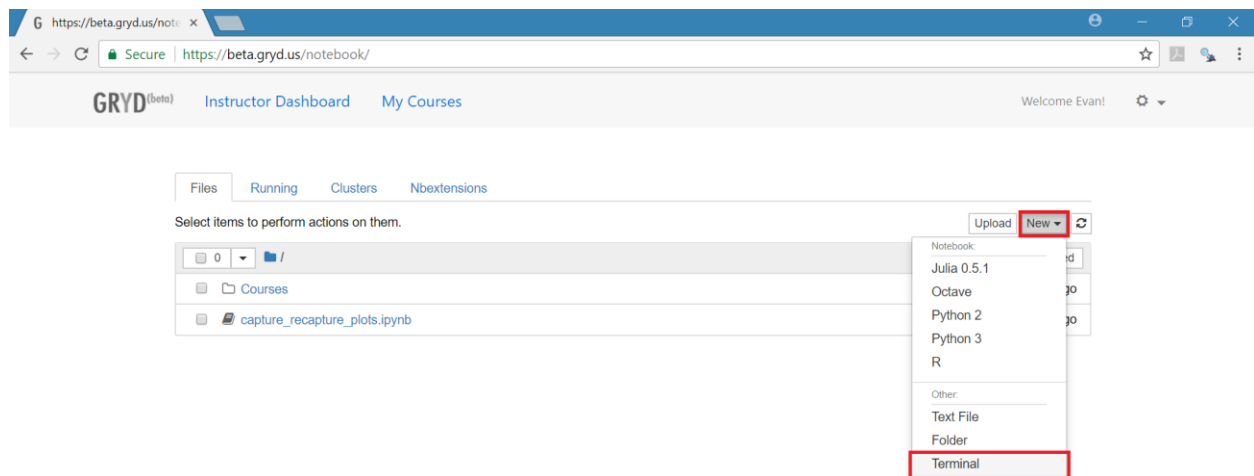 G https://beta.gryd.us/note ×
Secure | https://beta.gryd.us/notebook/
GRYD(beta) Instructor Dashboard My Courses Welcome Evan!
Files Running Clusters Nbextensions
Select items to perform actions on them. Upload New
0 /
Courses
capture_recapture_plots.ipynb
Notebook:
Julia 0.5.1
Octave
Python 2
Python 3
R
Other:
Text File
Folder
Terminal